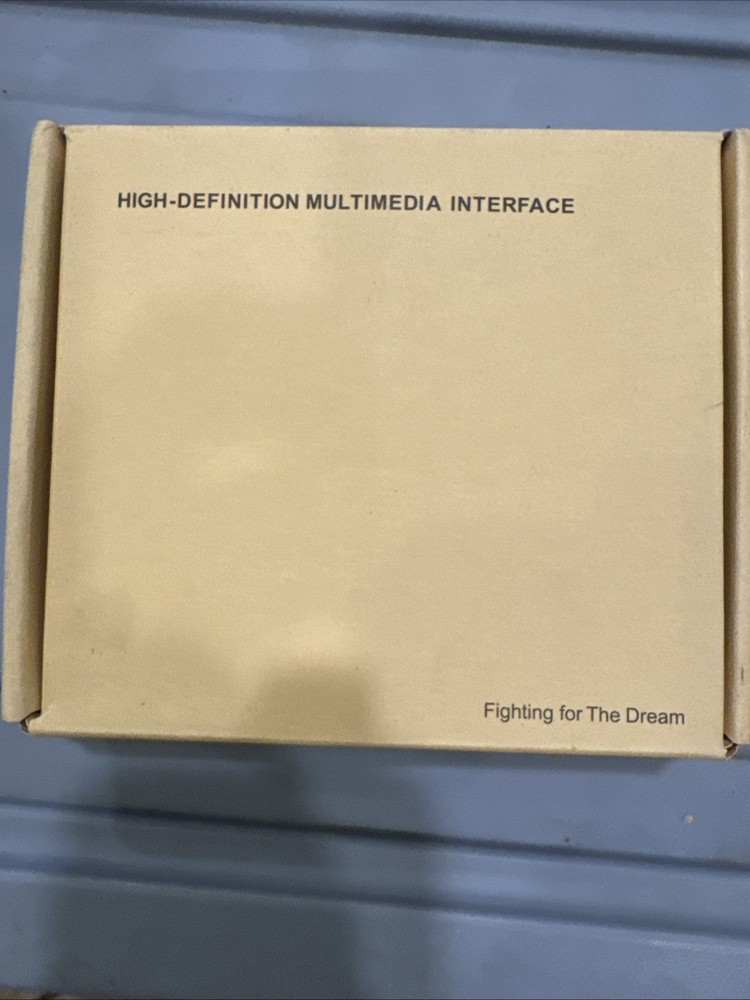 HIGH-DEFINITION MULTIMEDIA INTERFACE
Fighting for The Dream